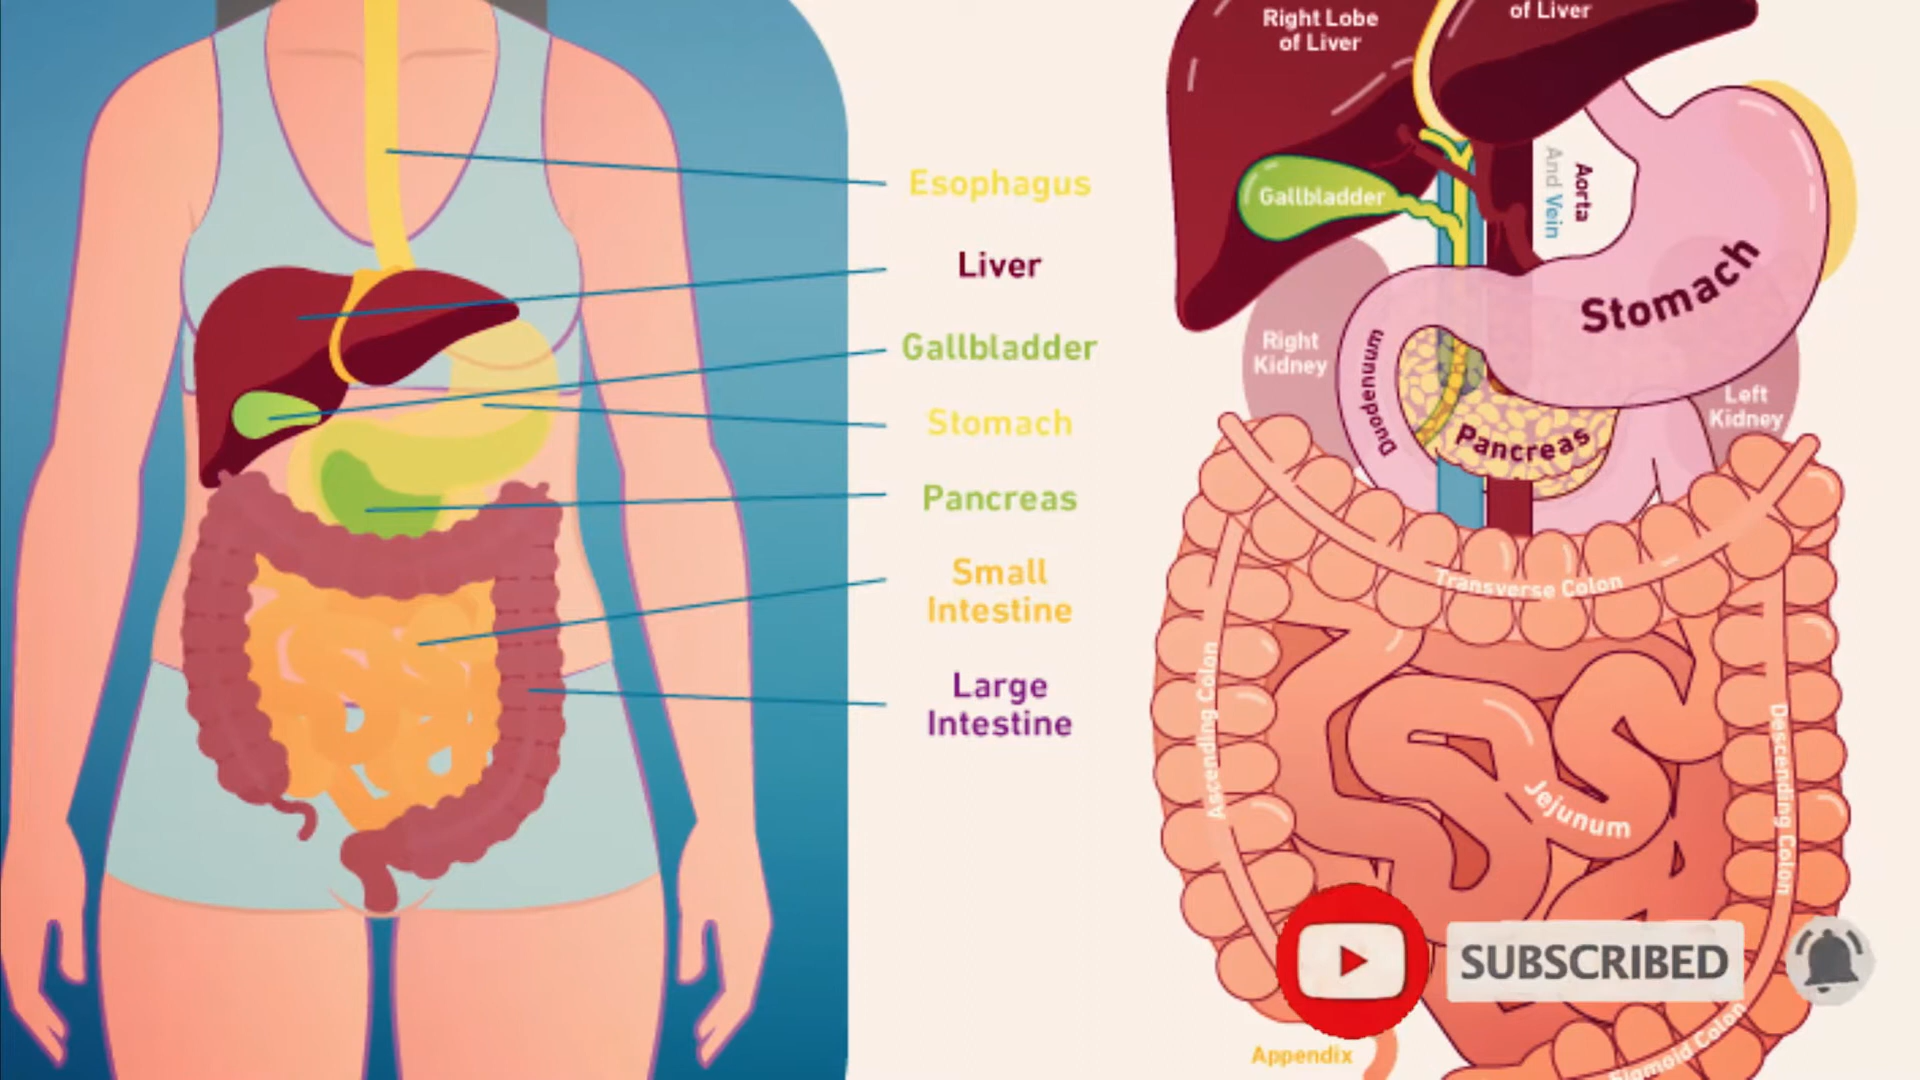 Esophagus
Liver
Gallbladder
Stomach
Pancreas
Small
Intestine
Large
Intestine
Right Lobe
of Liver
of Liver
Gallbladder
Aorta
And Vein
Stomach
Right
Kidney
Duodenuum
Pancreas
Left
Kidney
Transverse Colon
Ascending Colon
Descending Colon
Jejunum
SUBSCRIBED
Sigmoid Colon
Appendix